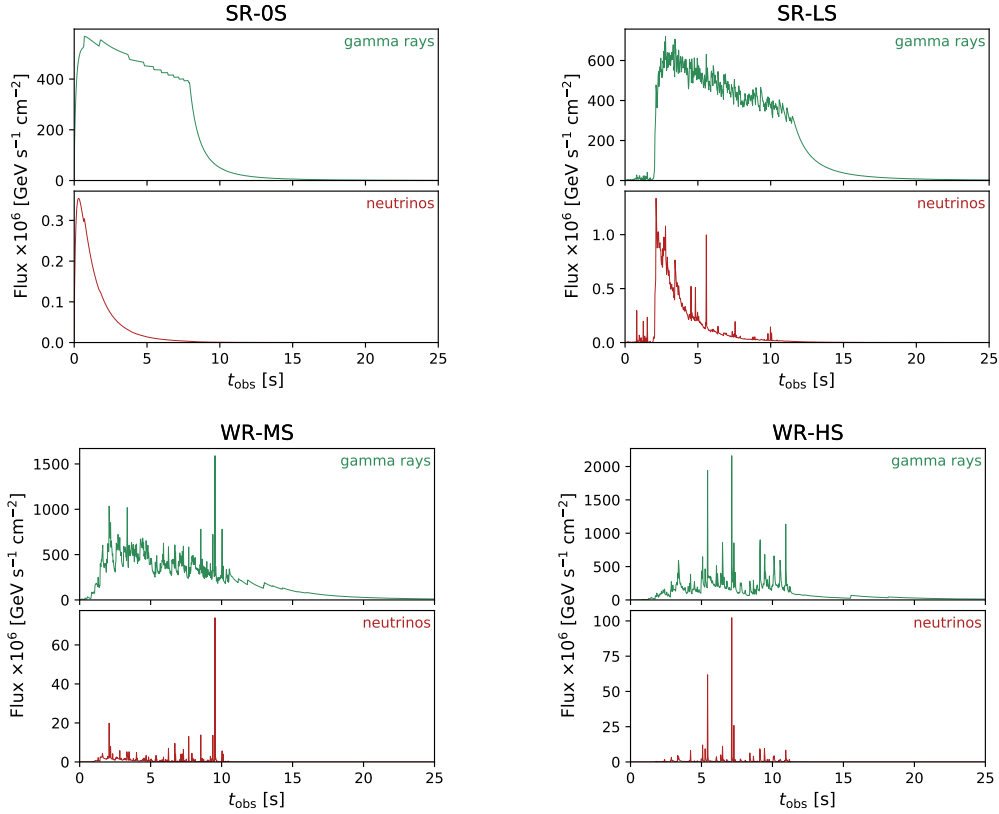 SR-0S
gamma rays
400
200
0
neutrinos
0.3
0.2
0.1
0.0
0 5 10 15 20 25
t_obs [s]
Flux ×10⁶ [GeV s⁻¹ cm⁻²]
SR-LS
gamma rays
600
400
200
0
neutrinos
1.0
0.5
0.0
0 5 10 15 20 25
t_obs [s]
Flux ×10⁶ [GeV s⁻¹ cm⁻²]
WR-MS
gamma rays
1500
1000
500
0
neutrinos
60
40
20
0
0 5 10 15 20 25
t_obs [s]
Flux ×10⁶ [GeV s⁻¹ cm⁻²]
WR-HS
gamma rays
2000
1500
1000
500
0
neutrinos
100
75
50
25
0
0 5 10 15 20 25
t_obs [s]
Flux ×10⁶ [GeV s⁻¹ cm⁻²]